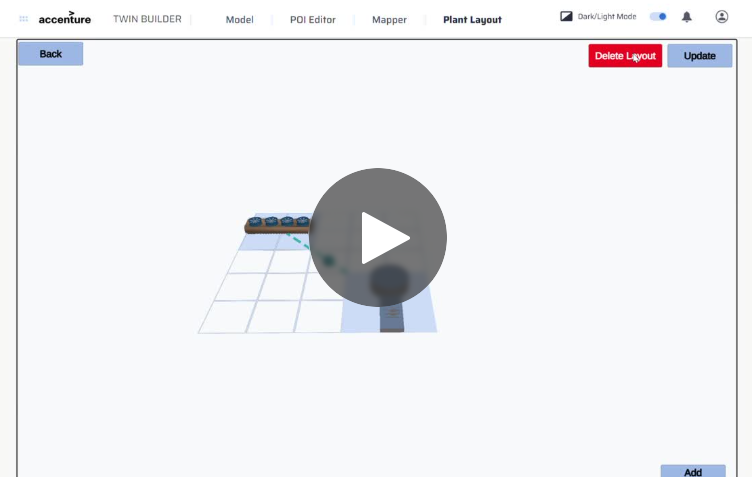 accenture TWIN BUILDER Model POI Editor Mapper Plant Layout Dark/Light Mode
Back Delete Layout Update
Add